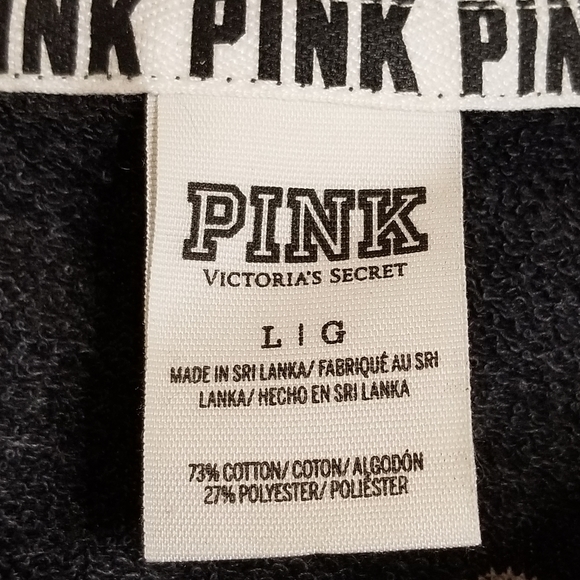 INK PINK PIN
PINK
VICTORIA'S SECRET
L | G
MADE IN SRI LANKA/ FABRIQUÉ AU SRI
LANKA/ HECHO EN SRI LANKA
73% COTTON/ COTON/ ALGODÓN
27% POLYESTER/ POLIÉSTER